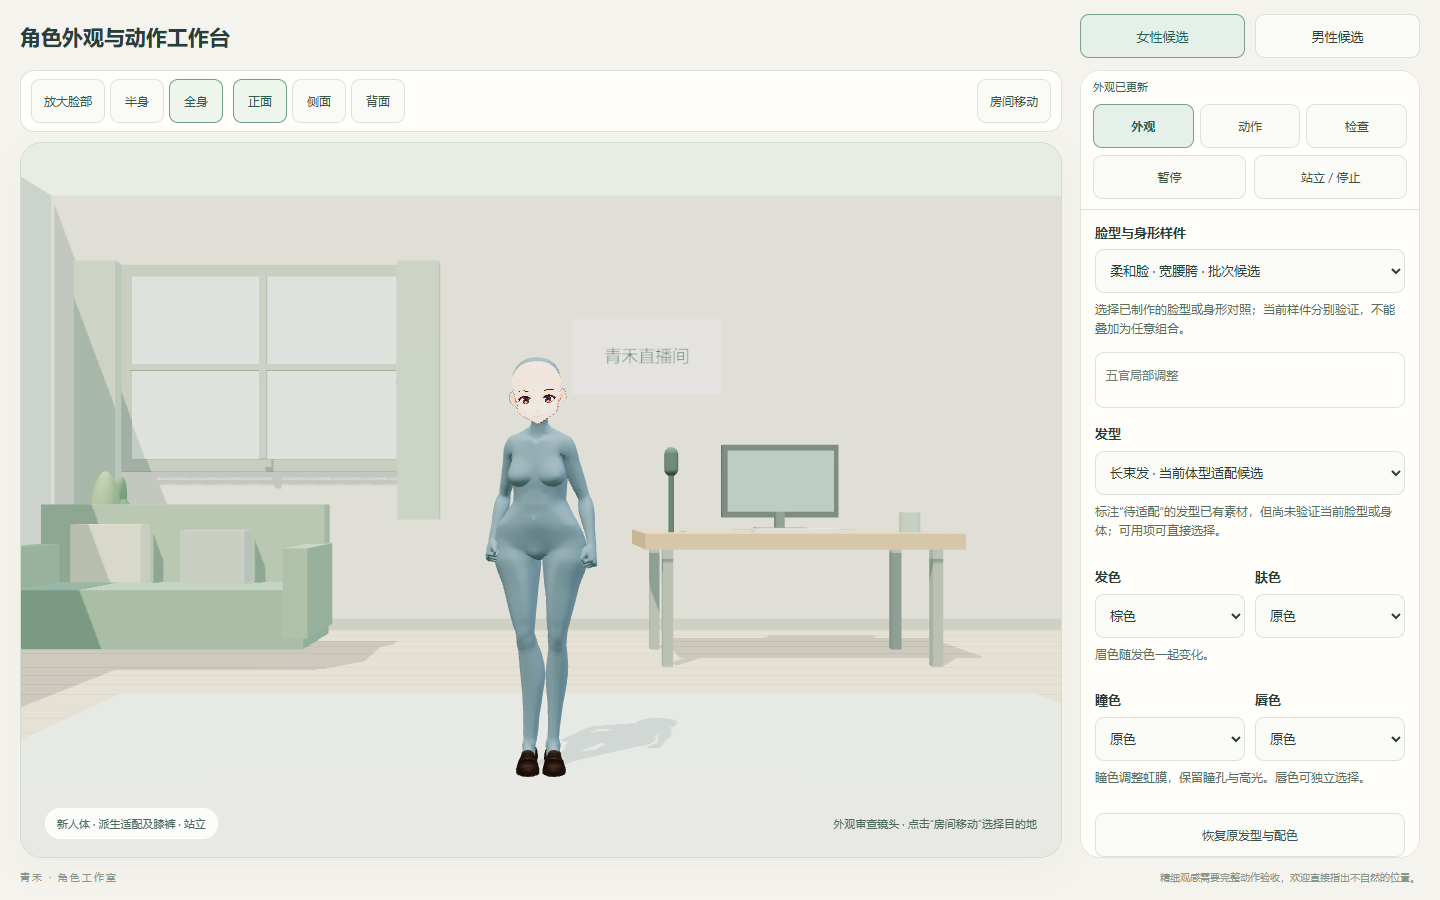 角色外观与动作工作台
女性候选
男性候选
放大脸部
半身
全身
正面
侧面
背面
房间移动
外观已更新
外观
动作
检查
暂停
站立 / 停止
脸型与身形样件
柔和脸 · 宽腰胯 · 批次候选
选择已制作的脸型或身形对照；当前样件分别验证，不能
叠加为任意组合。
五官局部调整
发型
长束发 · 当前体型适配候选
标注“待适配”的发型已有素材，但尚未验证当前脸型或身
体；可用项可直接选择。
发色
肤色
棕色
原色
眉色随发色一起变化。
瞳色
唇色
原色
原色
瞳色调整虹膜，保留瞳孔与高光。唇色可独立选择。
恢复原发型与配色
青禾直播间
新人体 · 派生适配及膝裤 · 站立
外观审查镜头 · 点击“房间移动”选择目的地
青禾 · 角色工作室
精细观感需要完整动作验收，欢迎直接指出不自然的位置。